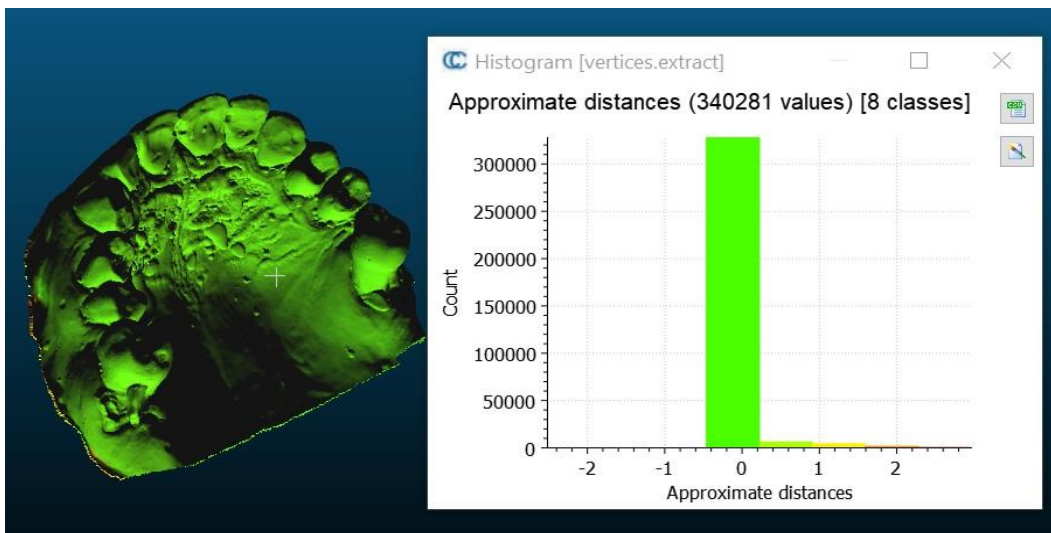 Histogram [vertices.extract]
Approximate distances (340281 values) [8 classes]
300000
250000
200000
150000
100000
50000
0
Count
-2 -1 0 1 2
Approximate distances